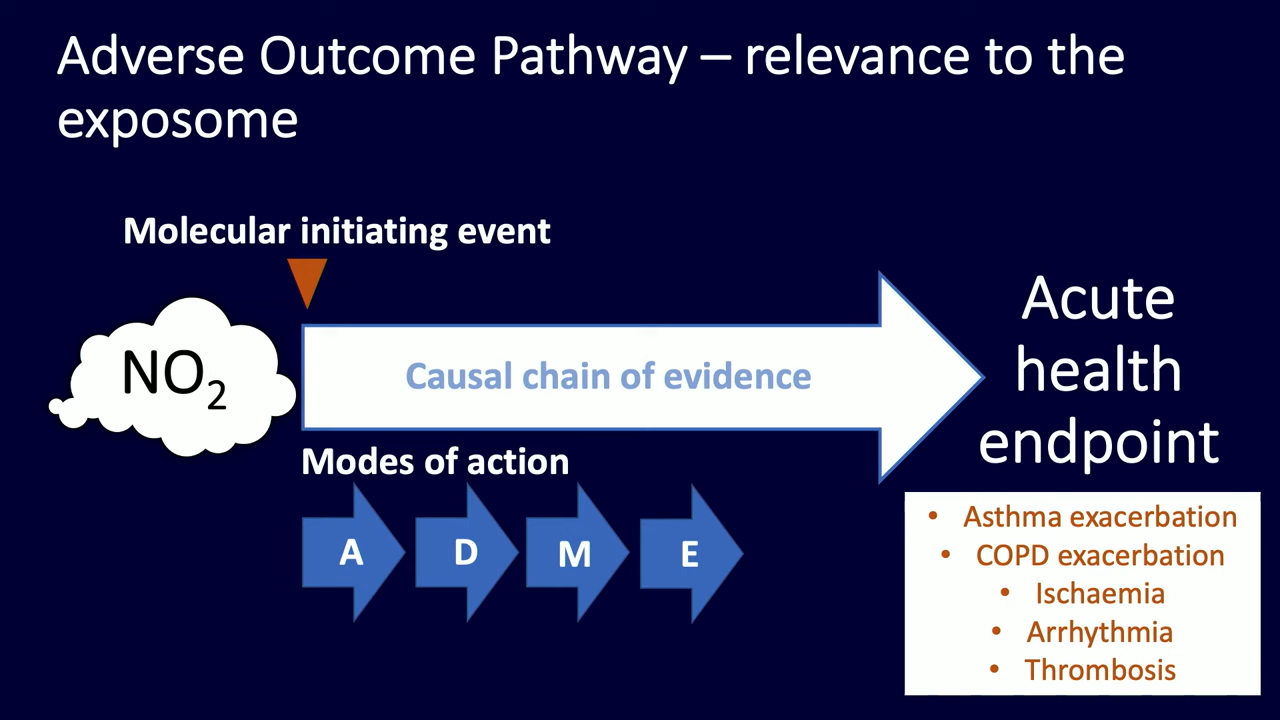 Adverse Outcome Pathway – relevance to the
exposome
Molecular initiating event
NO₂
Causal chain of evidence
Acute
health
endpoint
Modes of action
A D M E
• Asthma exacerbation
• COPD exacerbation
• Ischaemia
• Arrhythmia
• Thrombosis